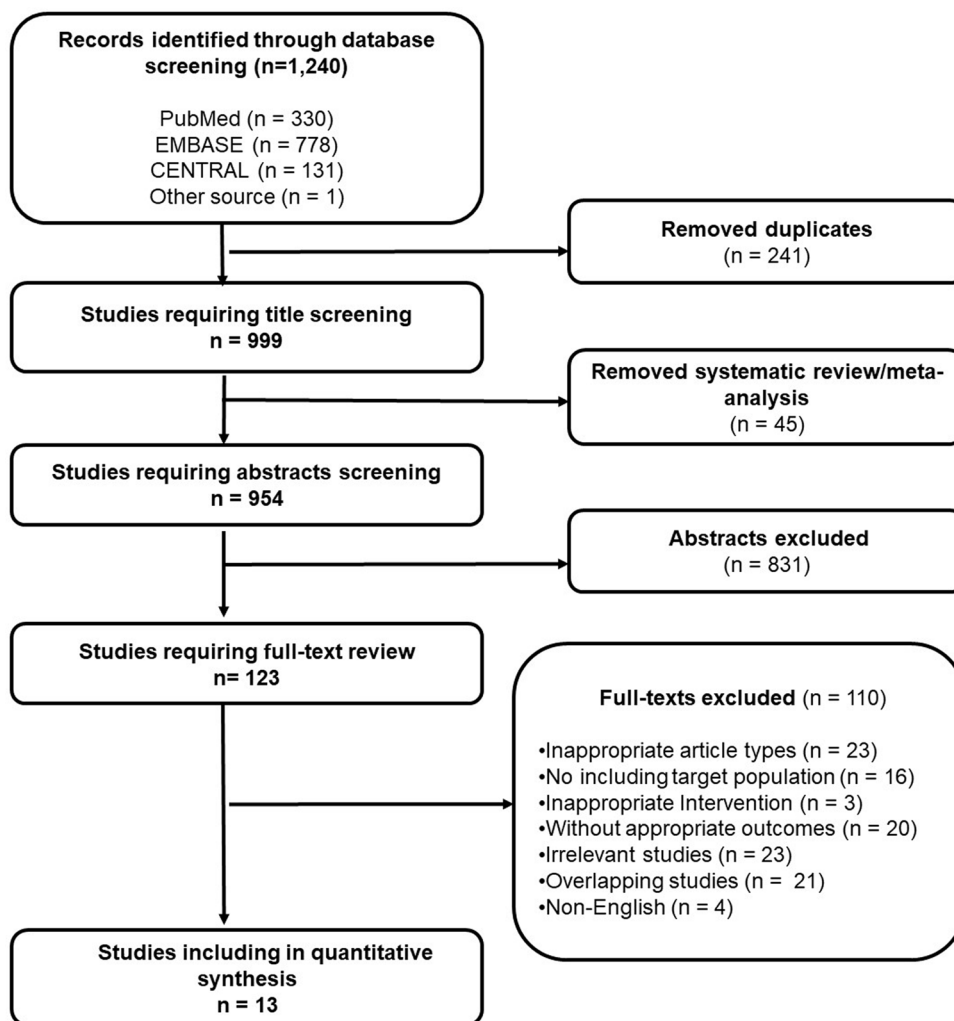 Records identified through database
screening (n=1,240)
PubMed (n = 330)
EMBASE (n = 778)
CENTRAL (n = 131)
Other source (n = 1)
Removed duplicates
(n = 241)
Studies requiring title screening
n = 999
Removed systematic review/meta-
analysis
(n = 45)
Studies requiring abstracts screening
n = 954
Abstracts excluded
(n = 831)
Studies requiring full-text review
n= 123
Full-texts excluded (n = 110)
•Inappropriate article types (n = 23)
•No including target population (n = 16)
•Inappropriate Intervention (n = 3)
•Without appropriate outcomes (n = 20)
•Irrelevant studies (n = 23)
•Overlapping studies (n =  21)
•Non-English (n = 4)
Studies including in quantitative
synthesis
n = 13